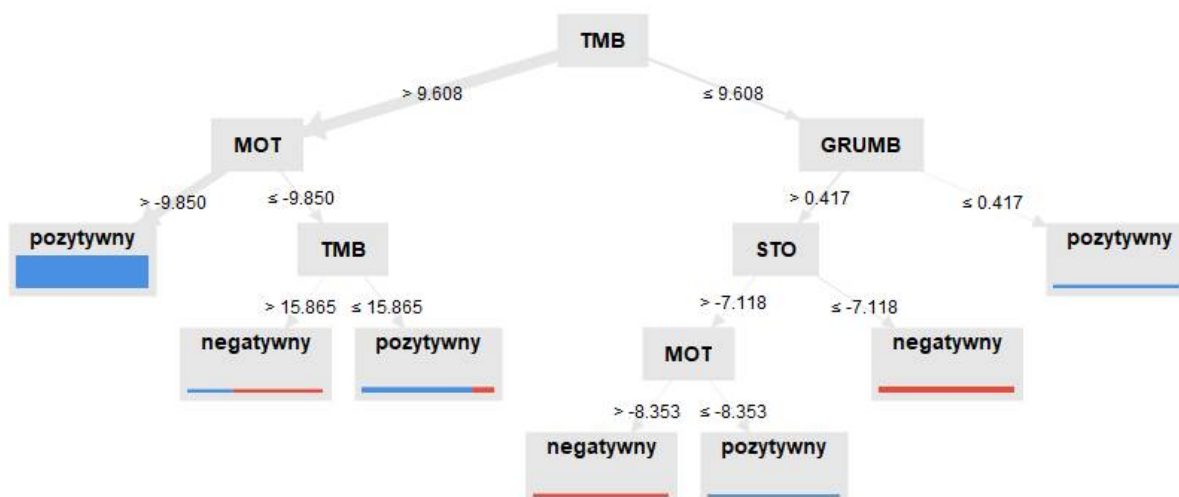 TMB
> 9.608 ≤ 9.608
MOT GRUMB
> -9.850 ≤ -9.850 > 0.417 ≤ 0.417
pozytywny TMB STO pozytywny
> 15.865 ≤ 15.865 > -7.118 ≤ -7.118
negatywny pozytywny MOT negatywny
> -8.353 ≤ -8.353
negatywny pozytywny